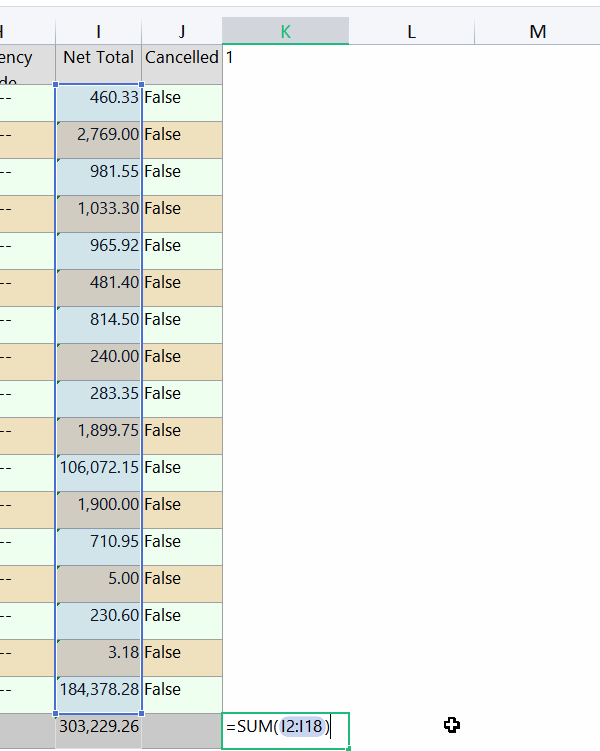 H I J K L M
ency Net Total Cancelled 1
de
-- 460.33 False
-- 2,769.00 False
-- 981.55 False
-- 1,033.30 False
-- 965.92 False
-- 481.40 False
-- 814.50 False
-- 240.00 False
-- 283.35 False
-- 1,899.75 False
-- 106,072.15 False
-- 1,900.00 False
-- 710.95 False
-- 5.00 False
-- 230.60 False
-- 3.18 False
-- 184,378.28 False
303,229.26 =SUM(I2:I18)